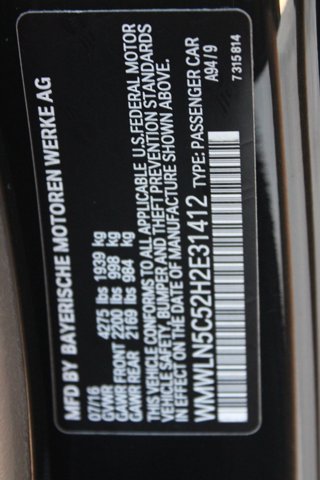 MFD BY BAYERISCHE MOTOREN WERKE AG
07/16
GVWR 4275 lbs 1939 kg
GAWR FRONT 2200 lbs 998 kg
GAWR REAR 2169 lbs 984 kg
THIS VEHICLE CONFORMS TO ALL APPLICABLE U.S. FEDERAL MOTOR
VEHICLE SAFETY, BUMPER AND THEFT PREVENTION STANDARDS
IN EFFECT ON THE DATE OF MANUFACTURE SHOWN ABOVE.
WMWLN5C52H2E31412 TYPE: PASSENGER CAR
A94/9
7315814